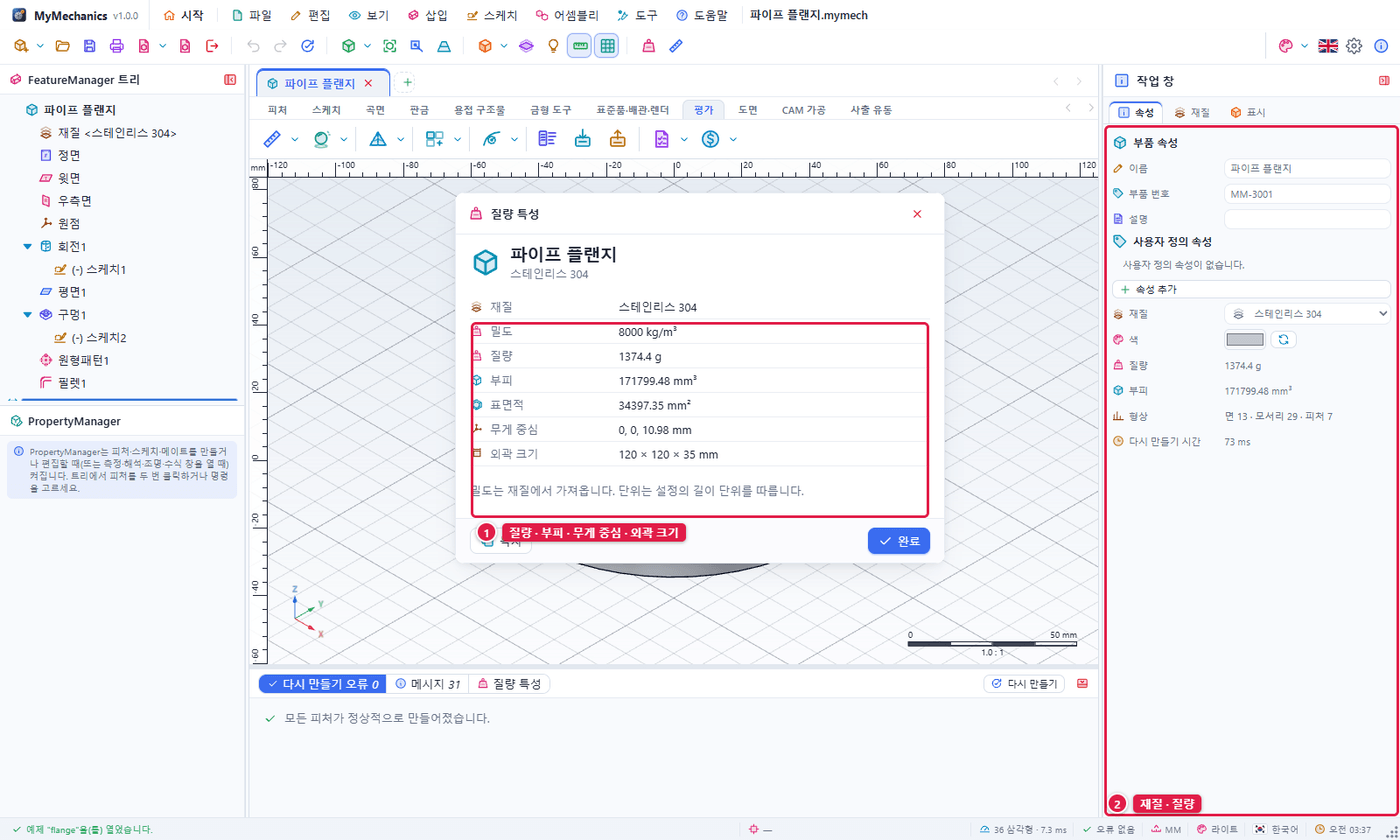 MyMechanics v1.0.0 시작 파일 편집 보기 삽입 스케치 어셈블리 도구 도움말 파이프 플랜지.mymech
FeatureManager 트리
파이프 플랜지
재질 <스테인리스 304>
정면
윗면
우측면
원점
회전1
(-) 스케치1
평면1
구멍1
(-) 스케치2
원형패턴1
필렛1
PropertyManager
PropertyManager는 피처·스케치·메이트를 만들거
나 편집할 때(또는 측정·해석·조명·수식 창을 열 때)
켜집니다. 트리에서 피처를 두 번 클릭하거나 명령
을 고르세요.
파이프 플랜지
피처 스케치 곡면 판금 용접 구조물 금형 도구 표준품·배관·렌더 평가 도면 CAM 가공 사출 유동
mm -120 -100 -80 -60 -40 -20 0 20 40 60 80 100 120
80
60
40
20
0
-20
-40
-60
질량 특성
파이프 플랜지
스테인리스 304
재질 스테인리스 304
밀도 8000 kg/m³
질량 1374.4 g
부피 171799.48 mm³
표면적 34397.35 mm²
무게 중심 0, 0, 10.98 mm
외곽 크기 120 × 120 × 35 mm
밀도는 재질에서 가져옵니다. 단위는 설정의 길이 단위를 따릅니다.
1 질량 · 부피 · 무게 중심 · 외곽 크기
완료
Z
Y
X
0 50 mm
1.0 : 1
다시 만들기 오류 0 메시지 31 질량 특성 다시 만들기
모든 피처가 정상적으로 만들어졌습니다.
작업 창
속성 재질 표시
부품 속성
이름 파이프 플랜지
부품 번호 MM-3001
설명
사용자 정의 속성
사용자 정의 속성이 없습니다.
속성 추가
재질 스테인리스 304
색
질량 1374.4 g
부피 171799.48 mm³
형상 면 13 · 모서리 29 · 피처 7
다시 만들기 시간 73 ms
2 재질 · 질량
예제 "flange"을(를) 열었습니다. — 36 삼각형 · 7.3 ms 오류 없음 MM 라이트 한국어 오전 03:37